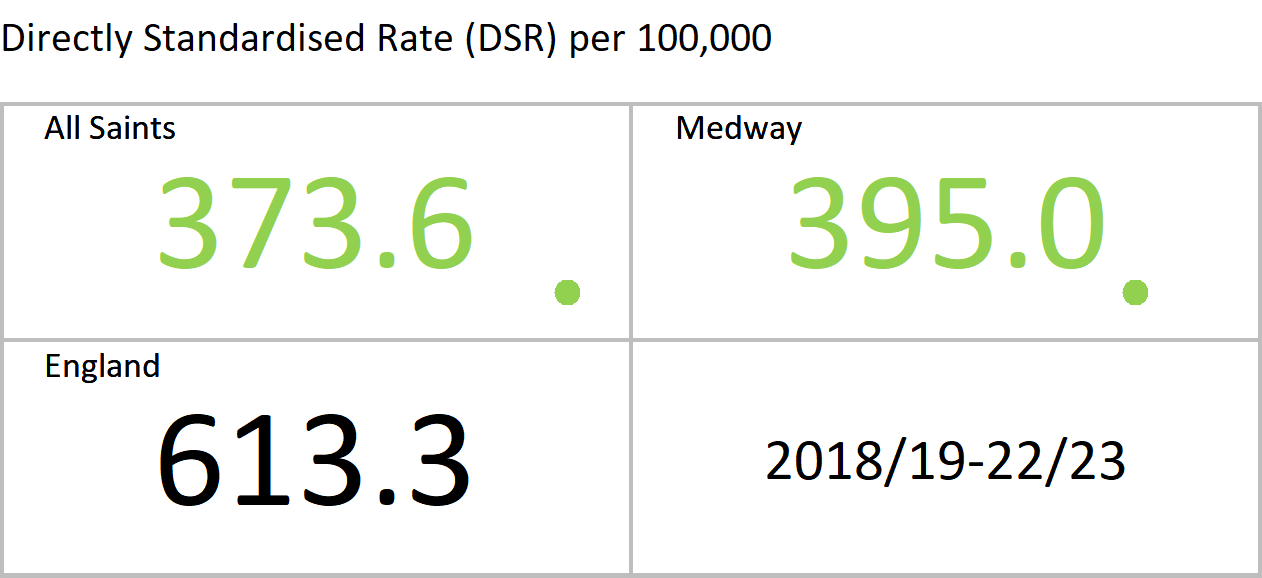 Directly Standardised Rate (DSR) per 100,000
All Saints
373.6
Medway
395.0
England
613.3
2018/19-22/23